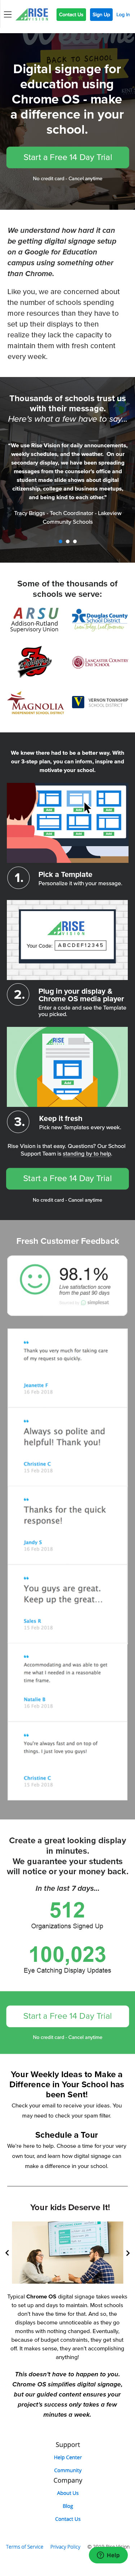 RISE
VISION
Contact Us
Sign Up
Log In
Digital signage for
education using
Chrome OS - make
a difference in your
school.
Start a Free 14 Day Trial
No credit card - Cancel anytime
We understand how hard it can
be getting digital signage setup
on a Google for Education
campus using something other
than Chrome.
Like you, we are concerned about
the number of schools spending
more resources than they have to
set up their displays to then
realize they lack the capacity to
maintain them with fresh content
every week.
Thousands of schools trust us
with their message.
Here's what a few have to say...
"We use Rise Vision for daily announcements,
weekly schedules, and the weather. On our
secondary display, we have been spreading
messages from the counselor's office and
student made slide shows about digital
citizenship, college and business meetups,
and being kind to each other."
Tracy Briggs - Tech Coordinator - Lakeview
Community Schools
Some of the thousands of
schools we serve:
ARSU
Addison Rutland
Supervisory Union
Douglas County
School District
Learn today. Lead tomorrow.
LANCASTER COUNTRY
DAY SCHOOL
MAGNOLIA
INDEPENDENT SCHOOL DISTRICT
VERNON TOWNSHIP
SCHOOL DISTRICT
We knew there had to be a better way. With
our 3-step plan, you can inform, inspire and
motivate your school.
1.
Pick a Template
Personalize it with your message.
RISE
VISION
Your Code: ABCDEF12345
2.
Plug in your display &
Chrome OS media player
Enter a code and see the Template
you picked.
RISE
VISION
3.
Keep it fresh
Pick new Templates every week.
Rise Vision is that easy. Questions? Our School
Support Team is standing by to help.
Start a Free 14 Day Trial
No credit card - Cancel anytime
Fresh Customer Feedback
98.1%
Live satisfaction score
from the past 90 days
simplesat
Thank you very much for taking care
of my request so quickly.
Jeanette F
16 Feb 2018
Always so polite and
helpful! Thank you!
Christine C
15 Feb 2018
Thanks for the quick
response!
Jandy S
Feb 2018
You guys are great.
Keep up the great...
Sales R
Feb 2018
Accommodating and was able to get
me what I needed in a reasonable
time frame.
Natalie B
Feb 2018
You're always fast and on top of
things. I just love you guys!
Christine C
15 Feb 2018
Create a great looking display
in minutes.
We guarantee your students
will notice or your money back.
In the last 7 days...
512
Organizations Signed Up
100,023
Eye Catching Display Updates
Start a Free 14 Day Trial
No credit card - Cancel anytime
Your Weekly Ideas to Make a
Difference in Your School has
been Sent!
Check your email to receive your ideas. You
may need to check your spam filter.
Schedule a Tour
We're here to help. Choose a time for your very
own tour, and learn how digital signage can
make a difference in your school.
Your kids Deserve It!
Typical Chrome OS digital signage takes weeks
to set up and days to maintain. Most schools
don't have the time for that. And so, the
displays become unnoticeable as they go
without fresh content. Eventually,
because of budget constraints, they get shut
off. It makes sense, they aren't accomplishing
anything!
This doesn't have to happen to you.
Chrome OS simplifies digital signage,
but our guided content ensures your
project's success only takes a few
minutes a week.
Support
Help Center
Community
Company
About Us
Blog
Contact Us
Terms of Service Privacy Policy
Help